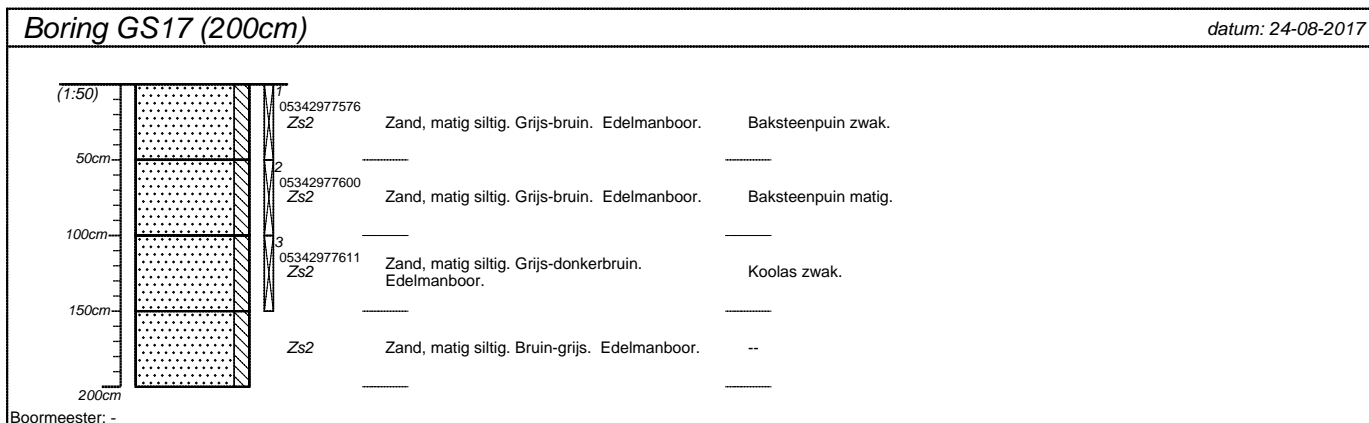 Boring GS17 (200cm)
datum: 24-08-2017
(1:50)
1
05342977576
Zs2
Zand, matig siltig. Grijs-bruin. Edelmanboor.
Baksteenpuin zwak.
50cm
2
05342977600
Zs2
Zand, matig siltig. Grijs-bruin. Edelmanboor.
Baksteenpuin matig.
100cm
3
05342977611
Zs2
Zand, matig siltig. Grijs-donkerbruin.
Edelmanboor.
Koolas zwak.
150cm
Zs2
Zand, matig siltig. Bruin-grijs. Edelmanboor.
--
200cm
Boormeester: -